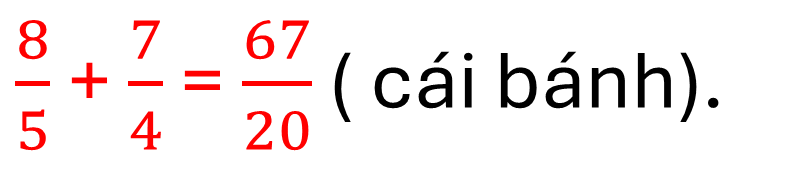 8/5 + 7/4 = 67/20 ( cái bánh).